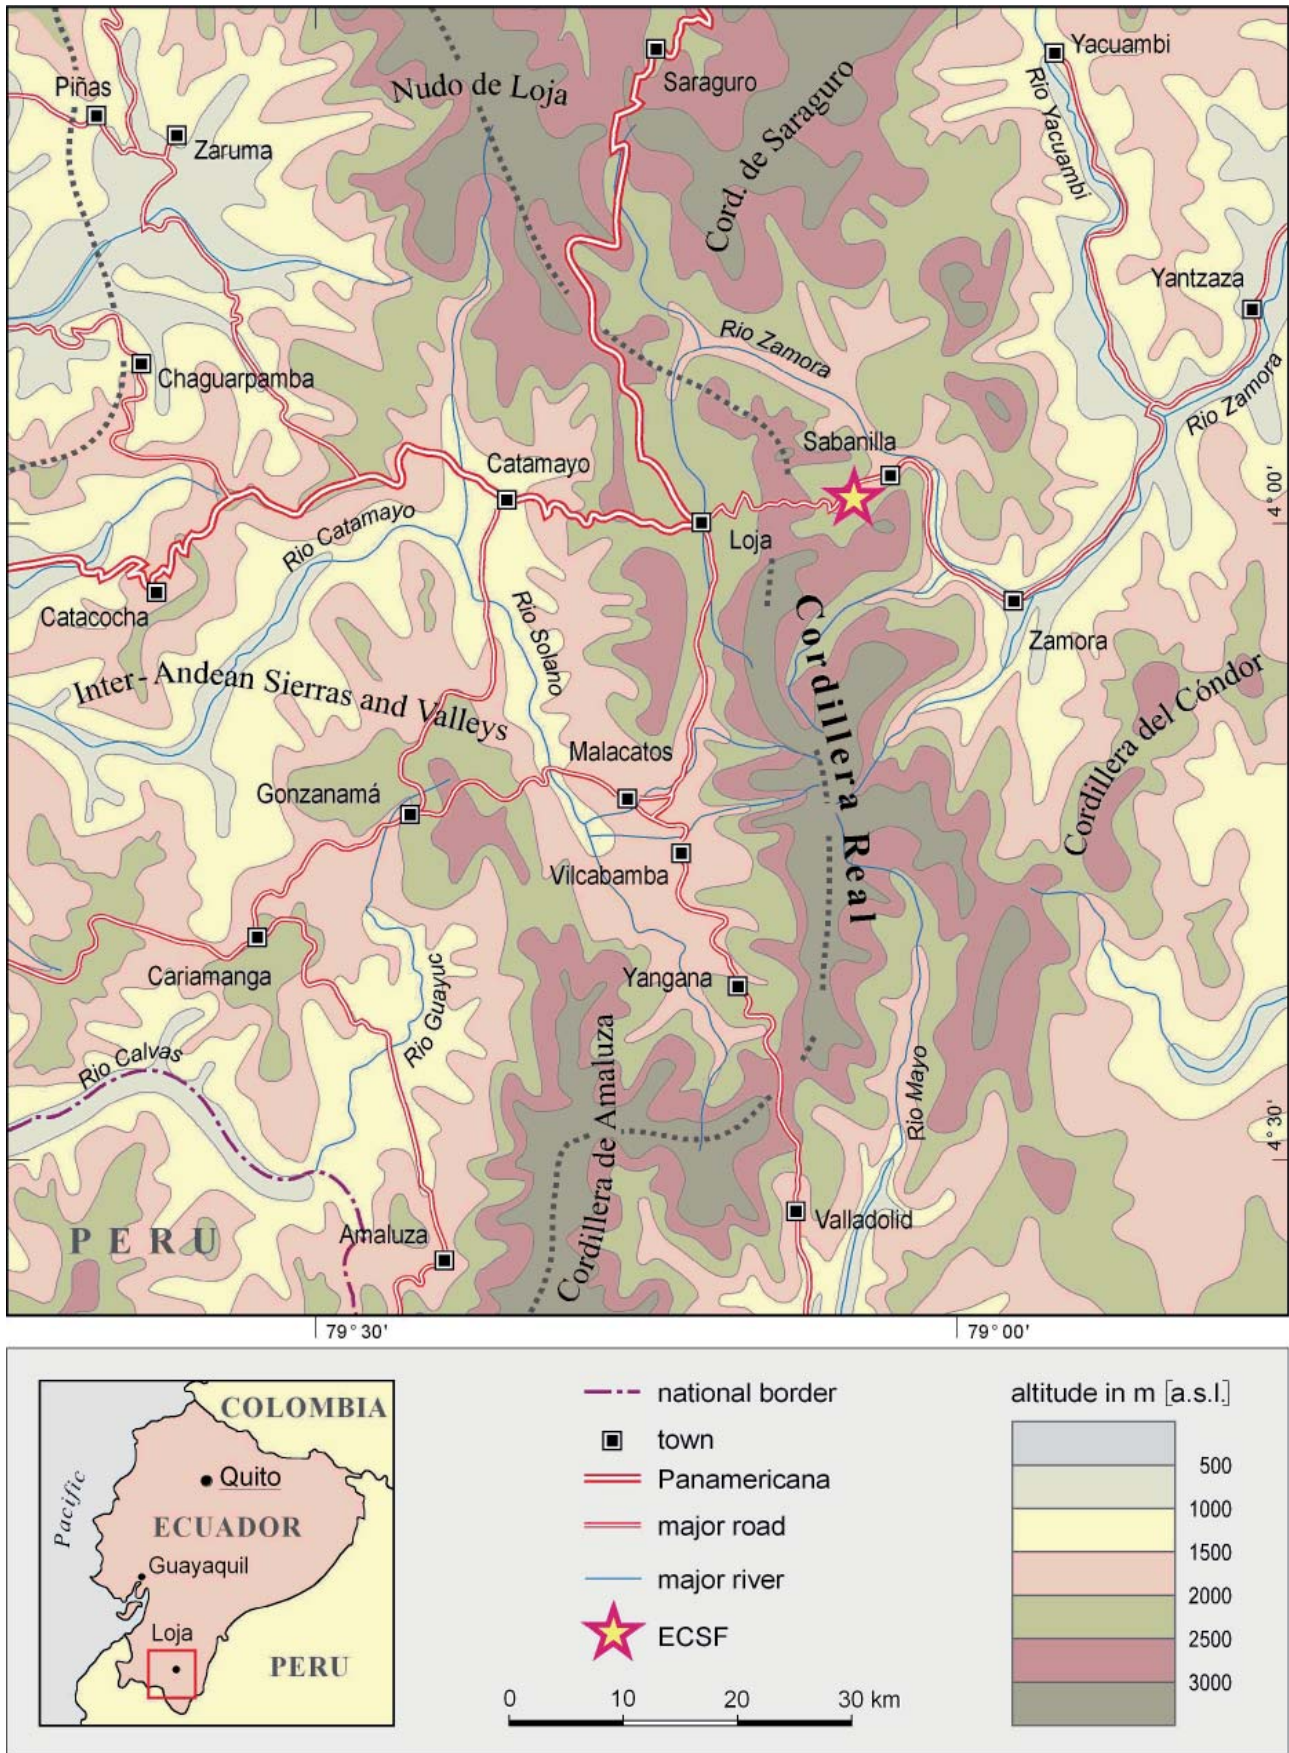 Yacuambi
Saraguro
Piñas
Nudo de Loja
Cord. de Saraguro
Rio Yacuambi
Zaruma
Yantzaza
Rio Zamora
Chaguarpamba
Rio Zamora
Sabanilla
Catamayo
4° 00'
Rio Catamayo
Loja
Catacocha
Rio Solano
Cordillera Real
Zamora
Inter-Andean Sierras and Valleys
Cordillera del Cóndor
Malacatos
Gonzanamá
Vilcabamba
Cariamanga
Yangana
Rio Guayuc
Rio Calvas
Cordillera de Amaluza
Rio Mayo
4° 30'
PERU
Amaluza
Valladolid
79° 30'
79° 00'
COLOMBIA
Pacific
Quito
ECUADOR
Guayaquil
Loja
PERU
national border
town
Panamericana
major road
major river
ECSF
0 10 20 30 km
altitude in m [a.s.l.]
500
1000
1500
2000
2500
3000